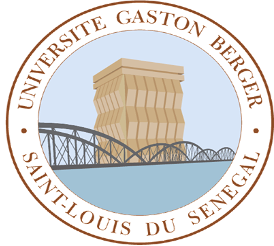 UNIVERSITE GASTON BERGER
SAINT-LOUIS DU SENEGAL